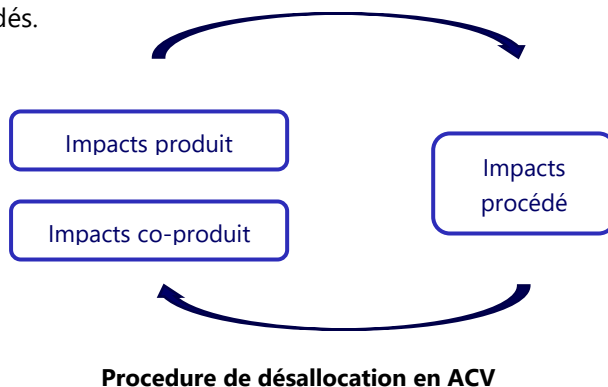 dés.
Impacts produit
Impacts co-produit
Impacts
procédé
Procedure de désallocation en ACV